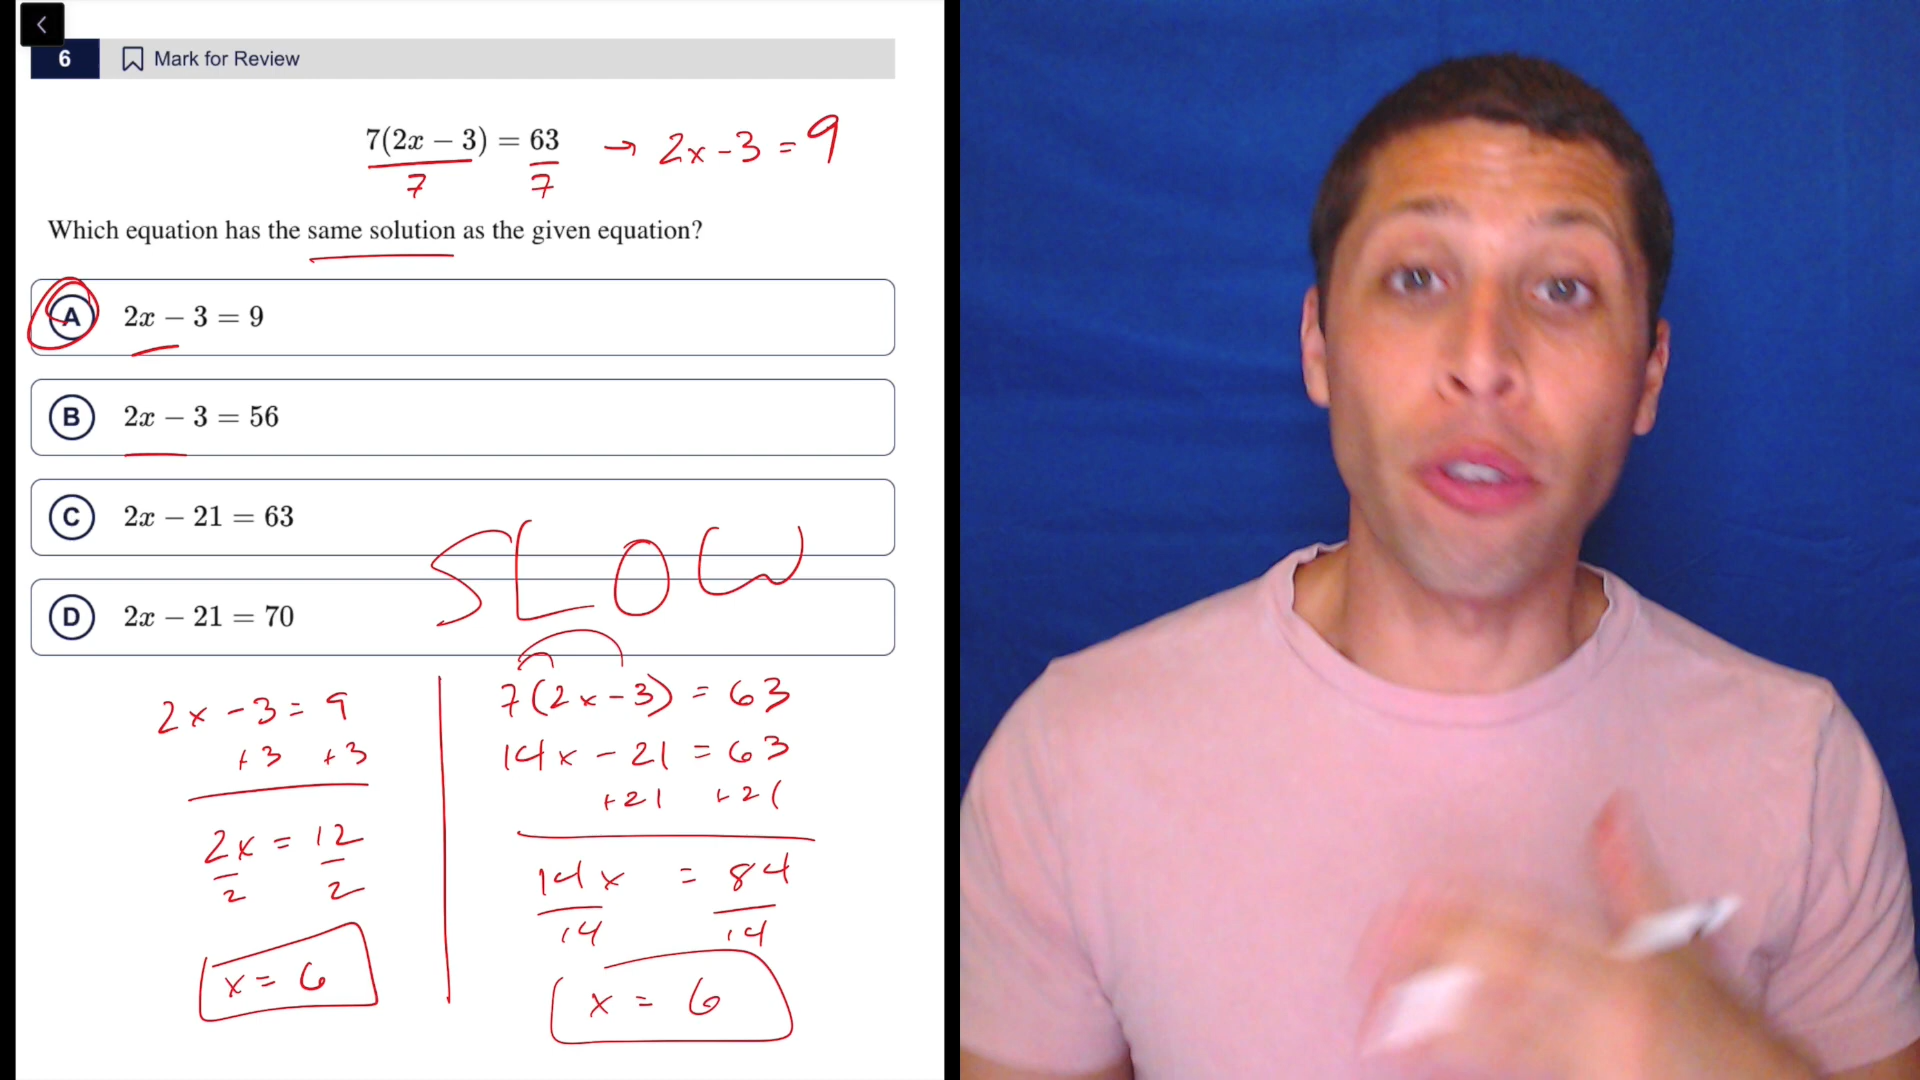 6 Mark for Review
7(2x − 3) = 63 → 2x - 3 = 9
7 7
Which equation has the same solution as the given equation?
A 2x − 3 = 9
B 2x − 3 = 56
C 2x − 21 = 63
D 2x − 21 = 70
SLOW
2x - 3 = 9
+3 +3
2x = 12
2 2
x = 6
7(2x - 3) = 63
14x - 21 = 63
+21 +21
14x = 84
14 14
x = 6